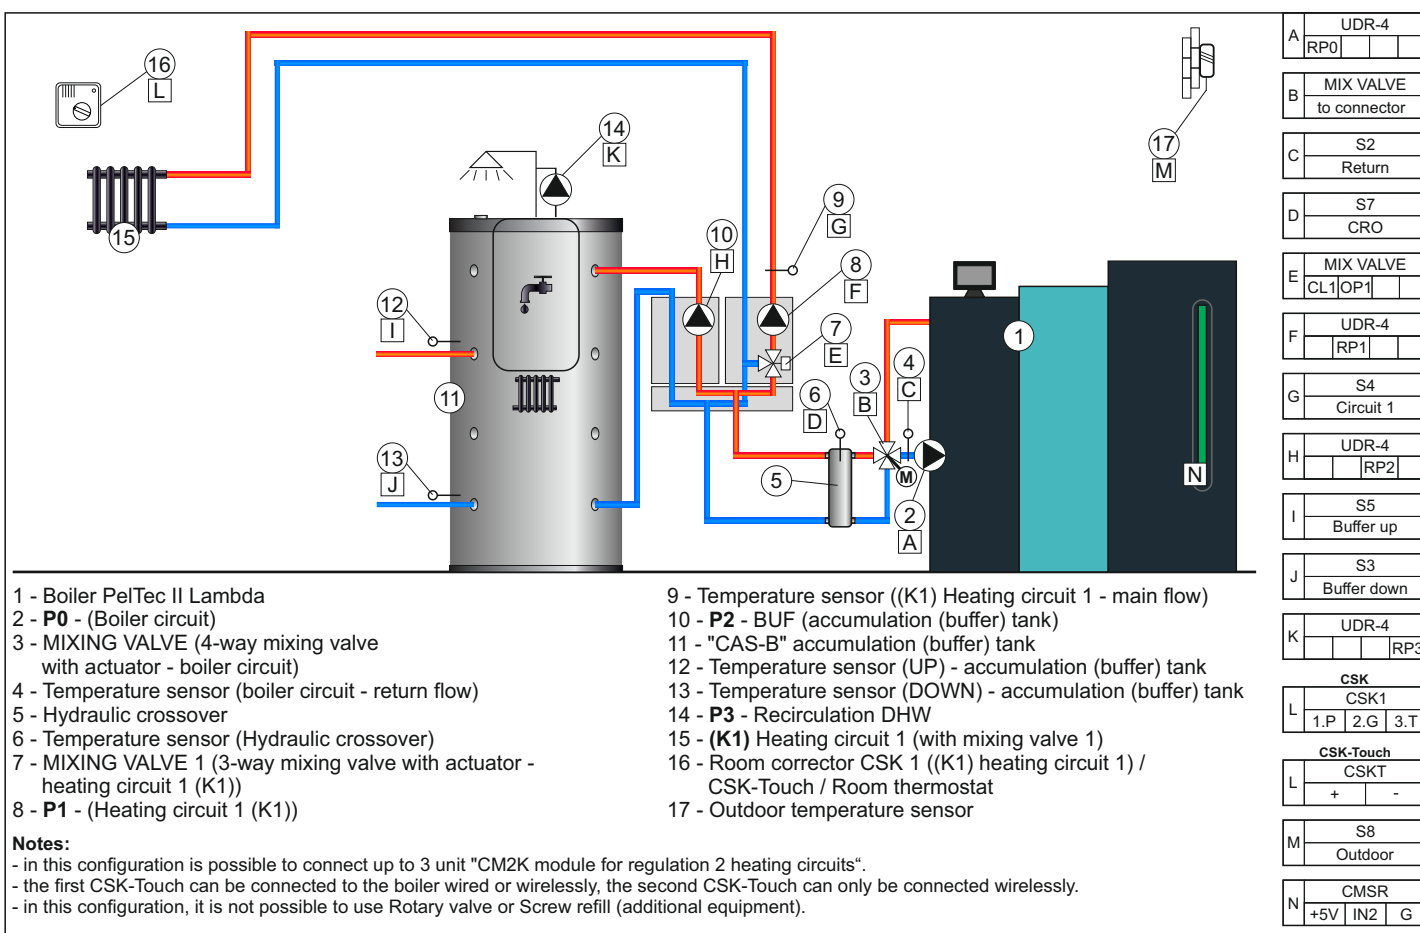 16
L
15
14
K
17
M
9
G
10
H
8
F
12
I
7
E
1
3
B
4
C
11
6
D
13
J
5
M
N
2
A
A
UDR-4
RP0
B
MIX VALVE
to connector
C
S2
Return
D
S7
CRO
E
MIX VALVE
CL1 OP1
F
UDR-4
RP1
G
S4
Circuit 1
H
UDR-4
RP2
I
S5
Buffer up
J
S3
Buffer down
K
UDR-4
RP3
CSK
L
CSK1
1.P 2.G 3.T
CSK-Touch
L
CSKT
+ -
M
S8
Outdoor
N
CMSR
+5V IN2 G
1 - Boiler PelTec II Lambda
2 - P0 - (Boiler circuit)
3 - MIXING VALVE (4-way mixing valve
with actuator - boiler circuit)
4 - Temperature sensor (boiler circuit - return flow)
5 - Hydraulic crossover
6 - Temperature sensor (Hydraulic crossover)
7 - MIXING VALVE 1 (3-way mixing valve with actuator -
heating circuit 1 (K1))
8 - P1 - (Heating circuit 1 (K1))
9 - Temperature sensor ((K1) Heating circuit 1 - main flow)
10 - P2 - BUF (accumulation (buffer) tank)
11 - "CAS-B" accumulation (buffer) tank
12 - Temperature sensor (UP) - accumulation (buffer) tank
13 - Temperature sensor (DOWN) - accumulation (buffer) tank
14 - P3 - Recirculation DHW
15 - (K1) Heating circuit 1 (with mixing valve 1)
16 - Room corrector CSK 1 ((K1) heating circuit 1) /
CSK-Touch / Room thermostat
17 - Outdoor temperature sensor
Notes:
- in this configuration is possible to connect up to 3 unit "CM2K module for regulation 2 heating circuits“.
- the first CSK-Touch can be connected to the boiler wired or wirelessly, the second CSK-Touch can only be connected wirelessly.
- in this configuration, it is not possible to use Rotary valve or Screw refill (additional equipment).